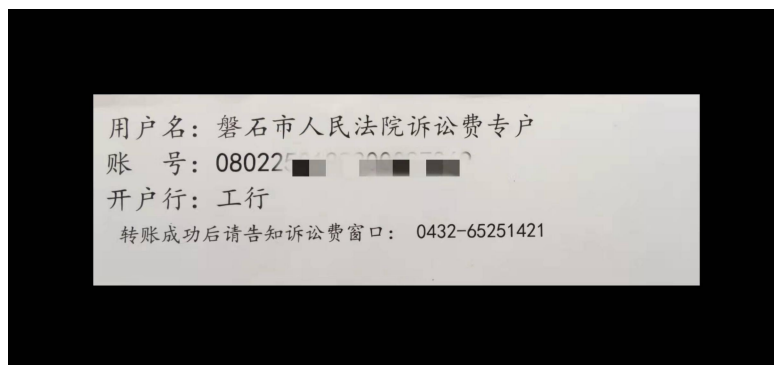 用户名：磐石市人民法院诉讼费专户
账　号：08022
开户行：工行
转账成功后请告知诉讼费窗口： 0432-65251421